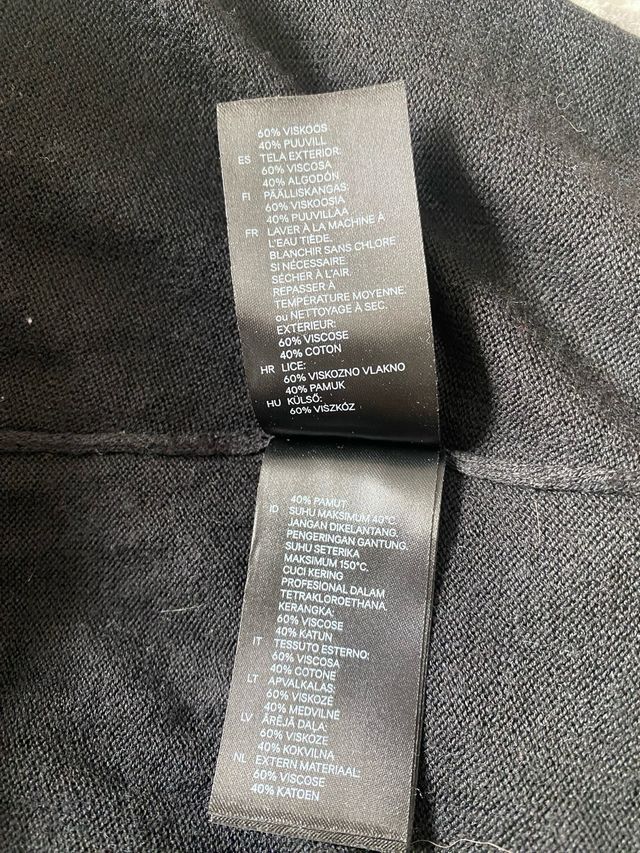 60% VISKOOS
40% PUUVILL
ES TELA EXTERIOR:
60% VISCOSA
40% ALGODÓN
FI PÄÄLLISKANGAS:
60% VISKOOSIA
40% PUUVILLAA
FR LAVER À LA MACHINE À
L'EAU TIÈDE.
BLANCHIR SANS CHLORE
SI NÉCESSAIRE.
SÉCHER À L'AIR.
REPASSER À
TEMPÉRATURE MOYENNE.
ou NETTOYAGE À SEC.
EXTERIEUR:
60% VISCOSE
40% COTON
HR LICE:
60% VISKOZNO VLAKNO
40% PAMUK
HU KÜLSŐ:
60% VISZKÓZ
40% PAMUT
ID SUHU MAKSIMUM 40°C.
JANGAN DIKELANTANG.
PENGERINGAN GANTUNG.
SUHU SETERIKA
MAKSIMUM 150°C.
CUCI KERING
PROFESIONAL DALAM
TETRAKLOROETHANA.
KERANGKA:
60% VISCOSE
40% KATUN
IT TESSUTO ESTERNO:
60% VISCOSA
40% COTONE
LT APVALKALAS:
60% VISKOZĖ
40% MEDVILNĖ
LV ĀRĒJĀ DAĻA:
60% VISKOZE
40% KOKVILNA
NL EXTERN MATERIAAL:
60% VISCOSE
40% KATOEN